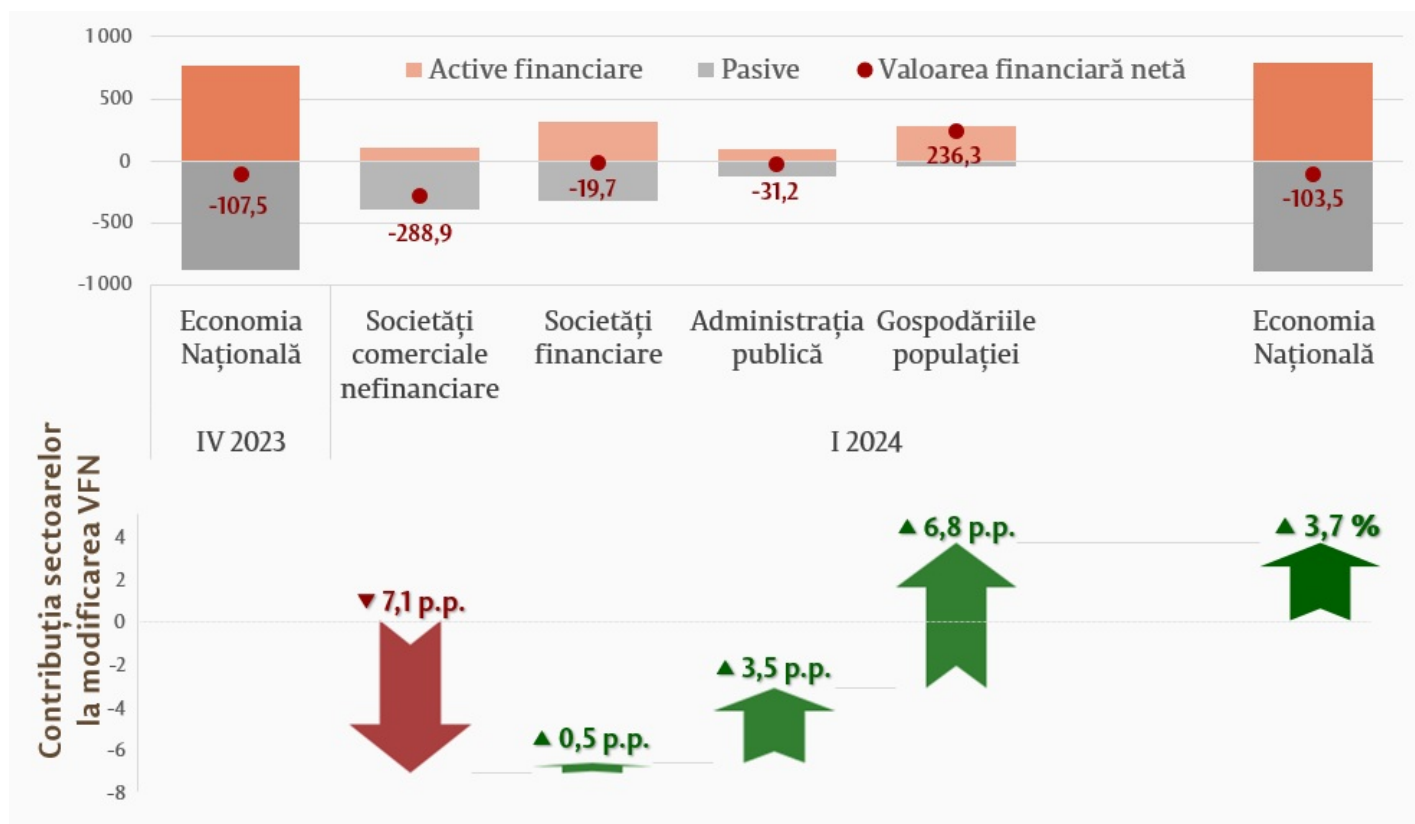 1000
Active financiare
Pasive
Valoarea financiară netă
500
0
-500
-1000
-107,5
-288,9
-19,7
-31,2
236,3
-103,5
Economia
Națională
Societăți
comerciale
nefinanciare
Societăți
financiare
Administrația
publică
Gospodăriile
populației
Economia
Națională
IV 2023
I 2024
Contribuția sectoarelor
la modificarea VFN
4
2
0
-2
-4
-6
-8
▼ 7,1 p.p.
▲ 0,5 p.p.
▲ 3,5 p.p.
▲ 6,8 p.p.
▲ 3,7 %